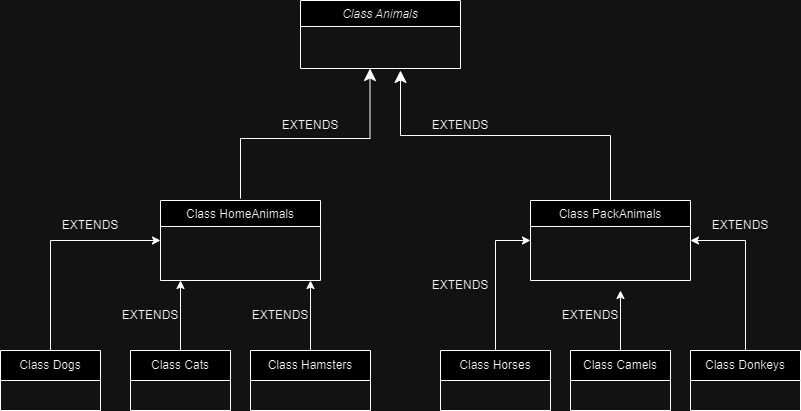 Class Animals
EXTENDS
EXTENDS
Class HomeAnimals
Class PackAnimals
EXTENDS
EXTENDS
EXTENDS
EXTENDS
EXTENDS
EXTENDS
Class Dogs
Class Cats
Class Hamsters
Class Horses
Class Camels
Class Donkeys